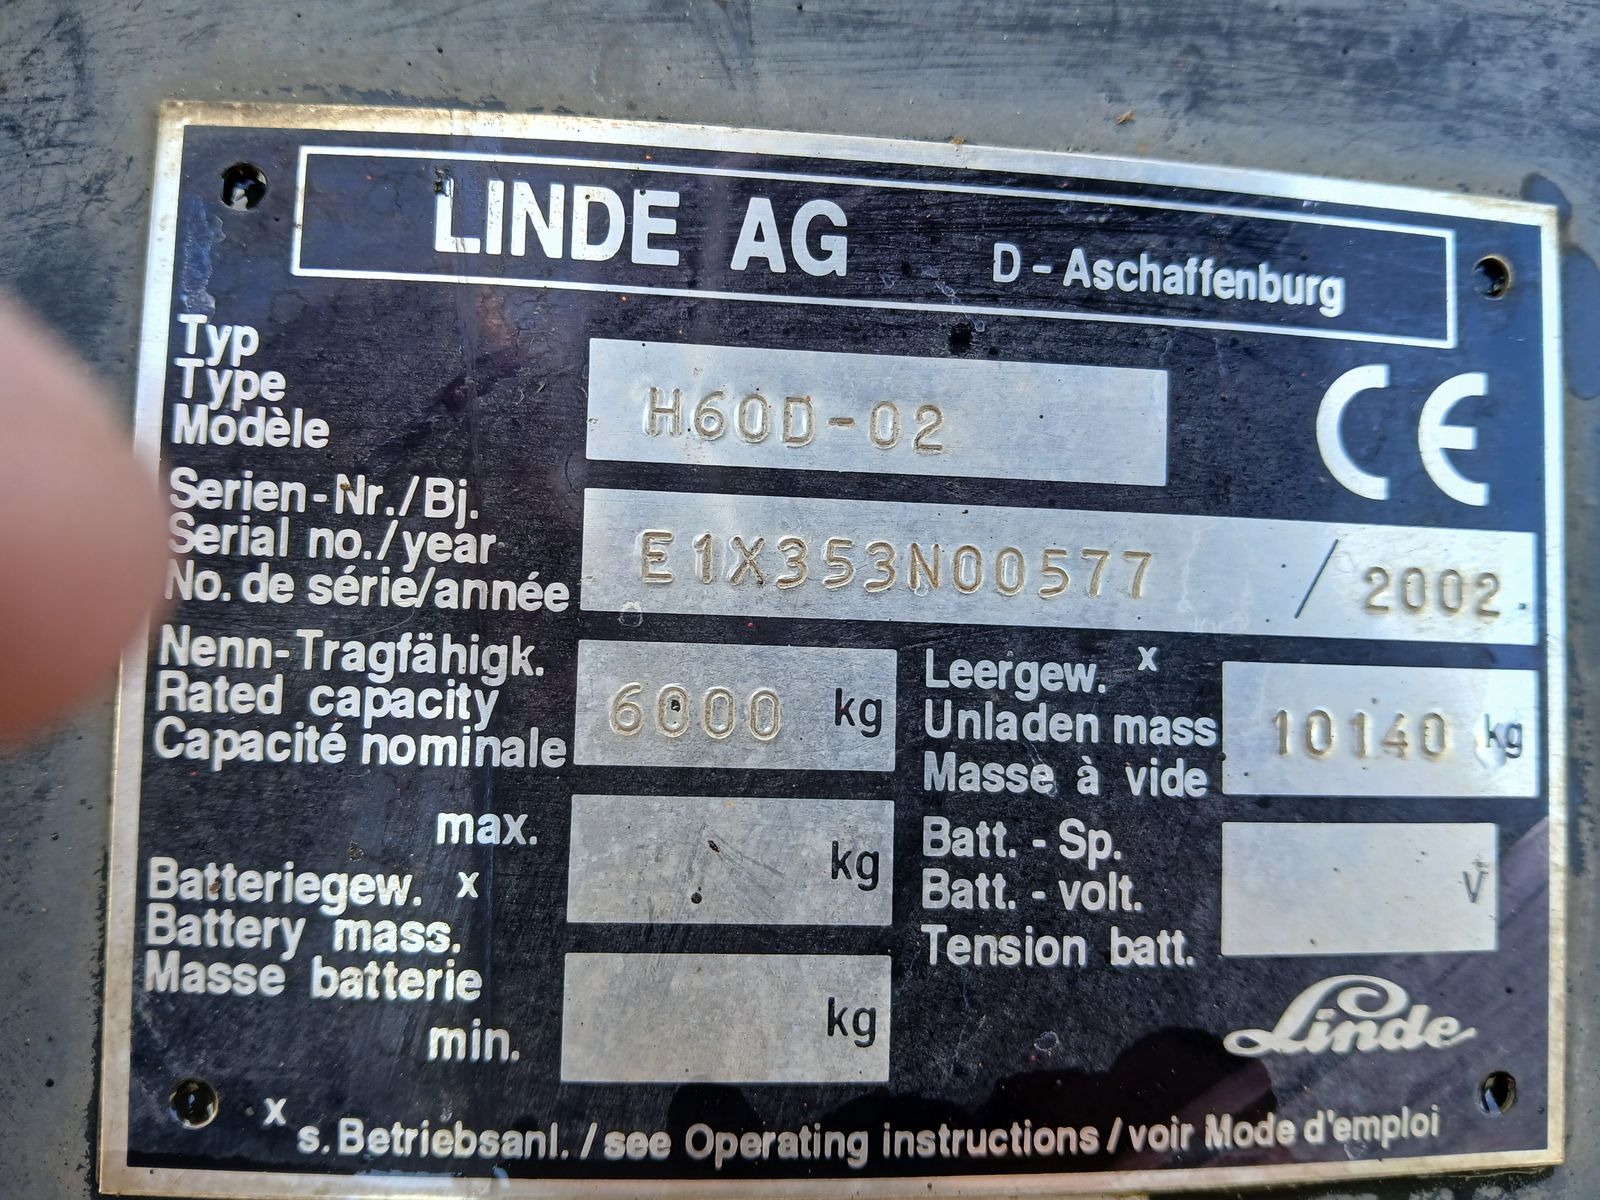 LINDE AG D - Aschaffenburg
Typ
Type
Modèle
H60D-02
CE
Serien-Nr./Bj.
Serial no./year
No. de série/année
E1X353N00577 / 2002
Nenn-Tragfähigk.
Rated capacity
Capacité nominale
6000 kg
Leergew. x
Unladen mass
Masse à vide
10140 kg
max.
kg
Batteriegew. x
Battery mass.
Masse batterie
min.
kg
Batt. - Sp.
Batt. - volt.
Tension batt.
V
Linde
x s. Betriebsanl. / see Operating instructions / voir Mode d'emploi